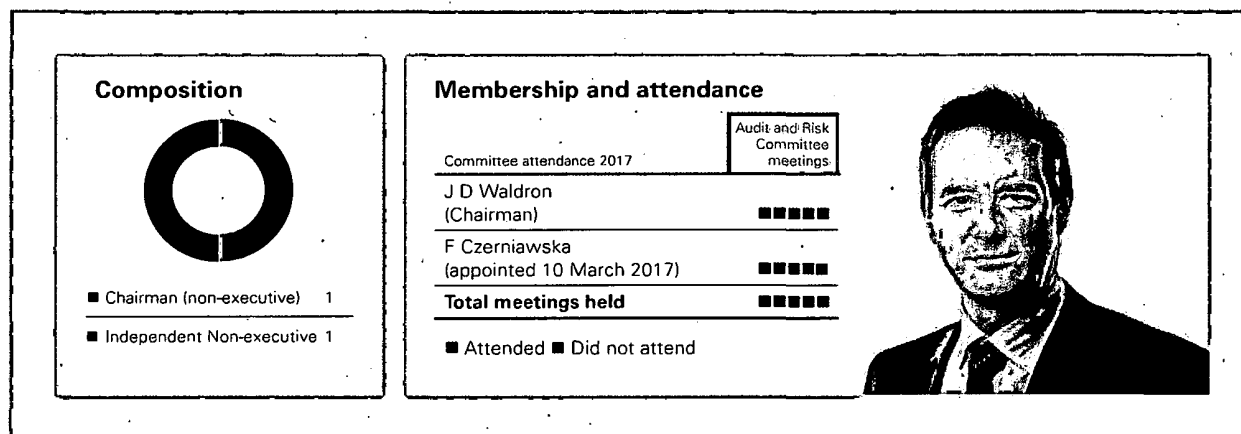 Composition
■ Chairman (non-executive) 1
■ Independent Non-executive 1
Membership and attendance
Committee attendance 2017
Audit and Risk
Committee
meetings
J D Waldron
(Chairman) ■■■■■
F Czerniawska
(appointed 10 March 2017) ■■■■■
Total meetings held ■■■■■
■ Attended ■ Did not attend